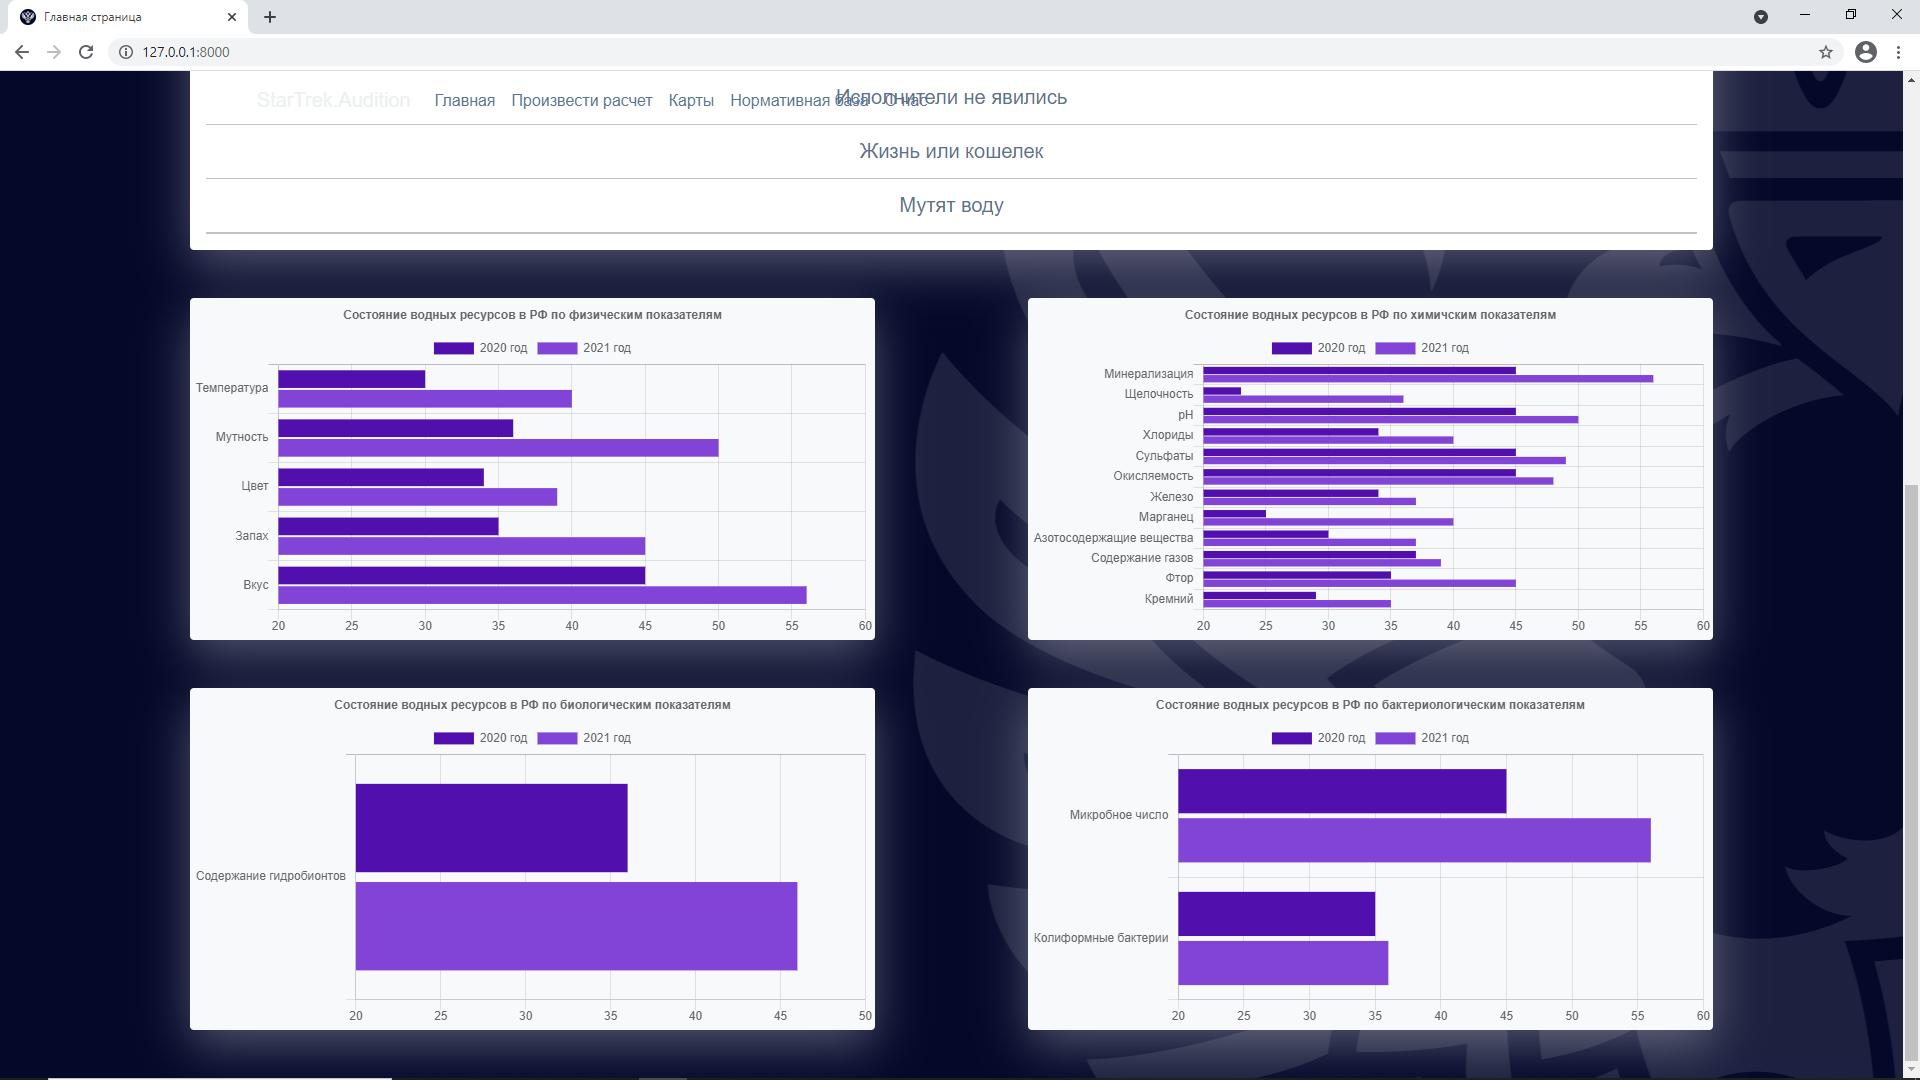 Главная страница
127.0.0.1:8000
StarTrek.Audition Главная Произвести расчет Карты Нормативная база О нас
Исполнители не явились
Жизнь или кошелек
Мутят воду
Состояние водных ресурсов в РФ по физическим показателям
2020 год 2021 год
Температура
Мутность
Цвет
Запах
Вкус
20 25 30 35 40 45 50 55 60
Состояние водных ресурсов в РФ по химичским показателям
2020 год 2021 год
Минерализация
Щелочность
pH
Хлориды
Сульфаты
Окисляемость
Железо
Марганец
Азотосодержащие вещества
Содержание газов
Фтор
Кремний
20 25 30 35 40 45 50 55 60
Состояние водных ресурсов в РФ по биологическим показателям
2020 год 2021 год
Содержание гидробионтов
20 25 30 35 40 45 50
Состояние водных ресурсов в РФ по бактериологическим показателям
2020 год 2021 год
Микробное число
Колиформные бактерии
20 25 30 35 40 45 50 55 60